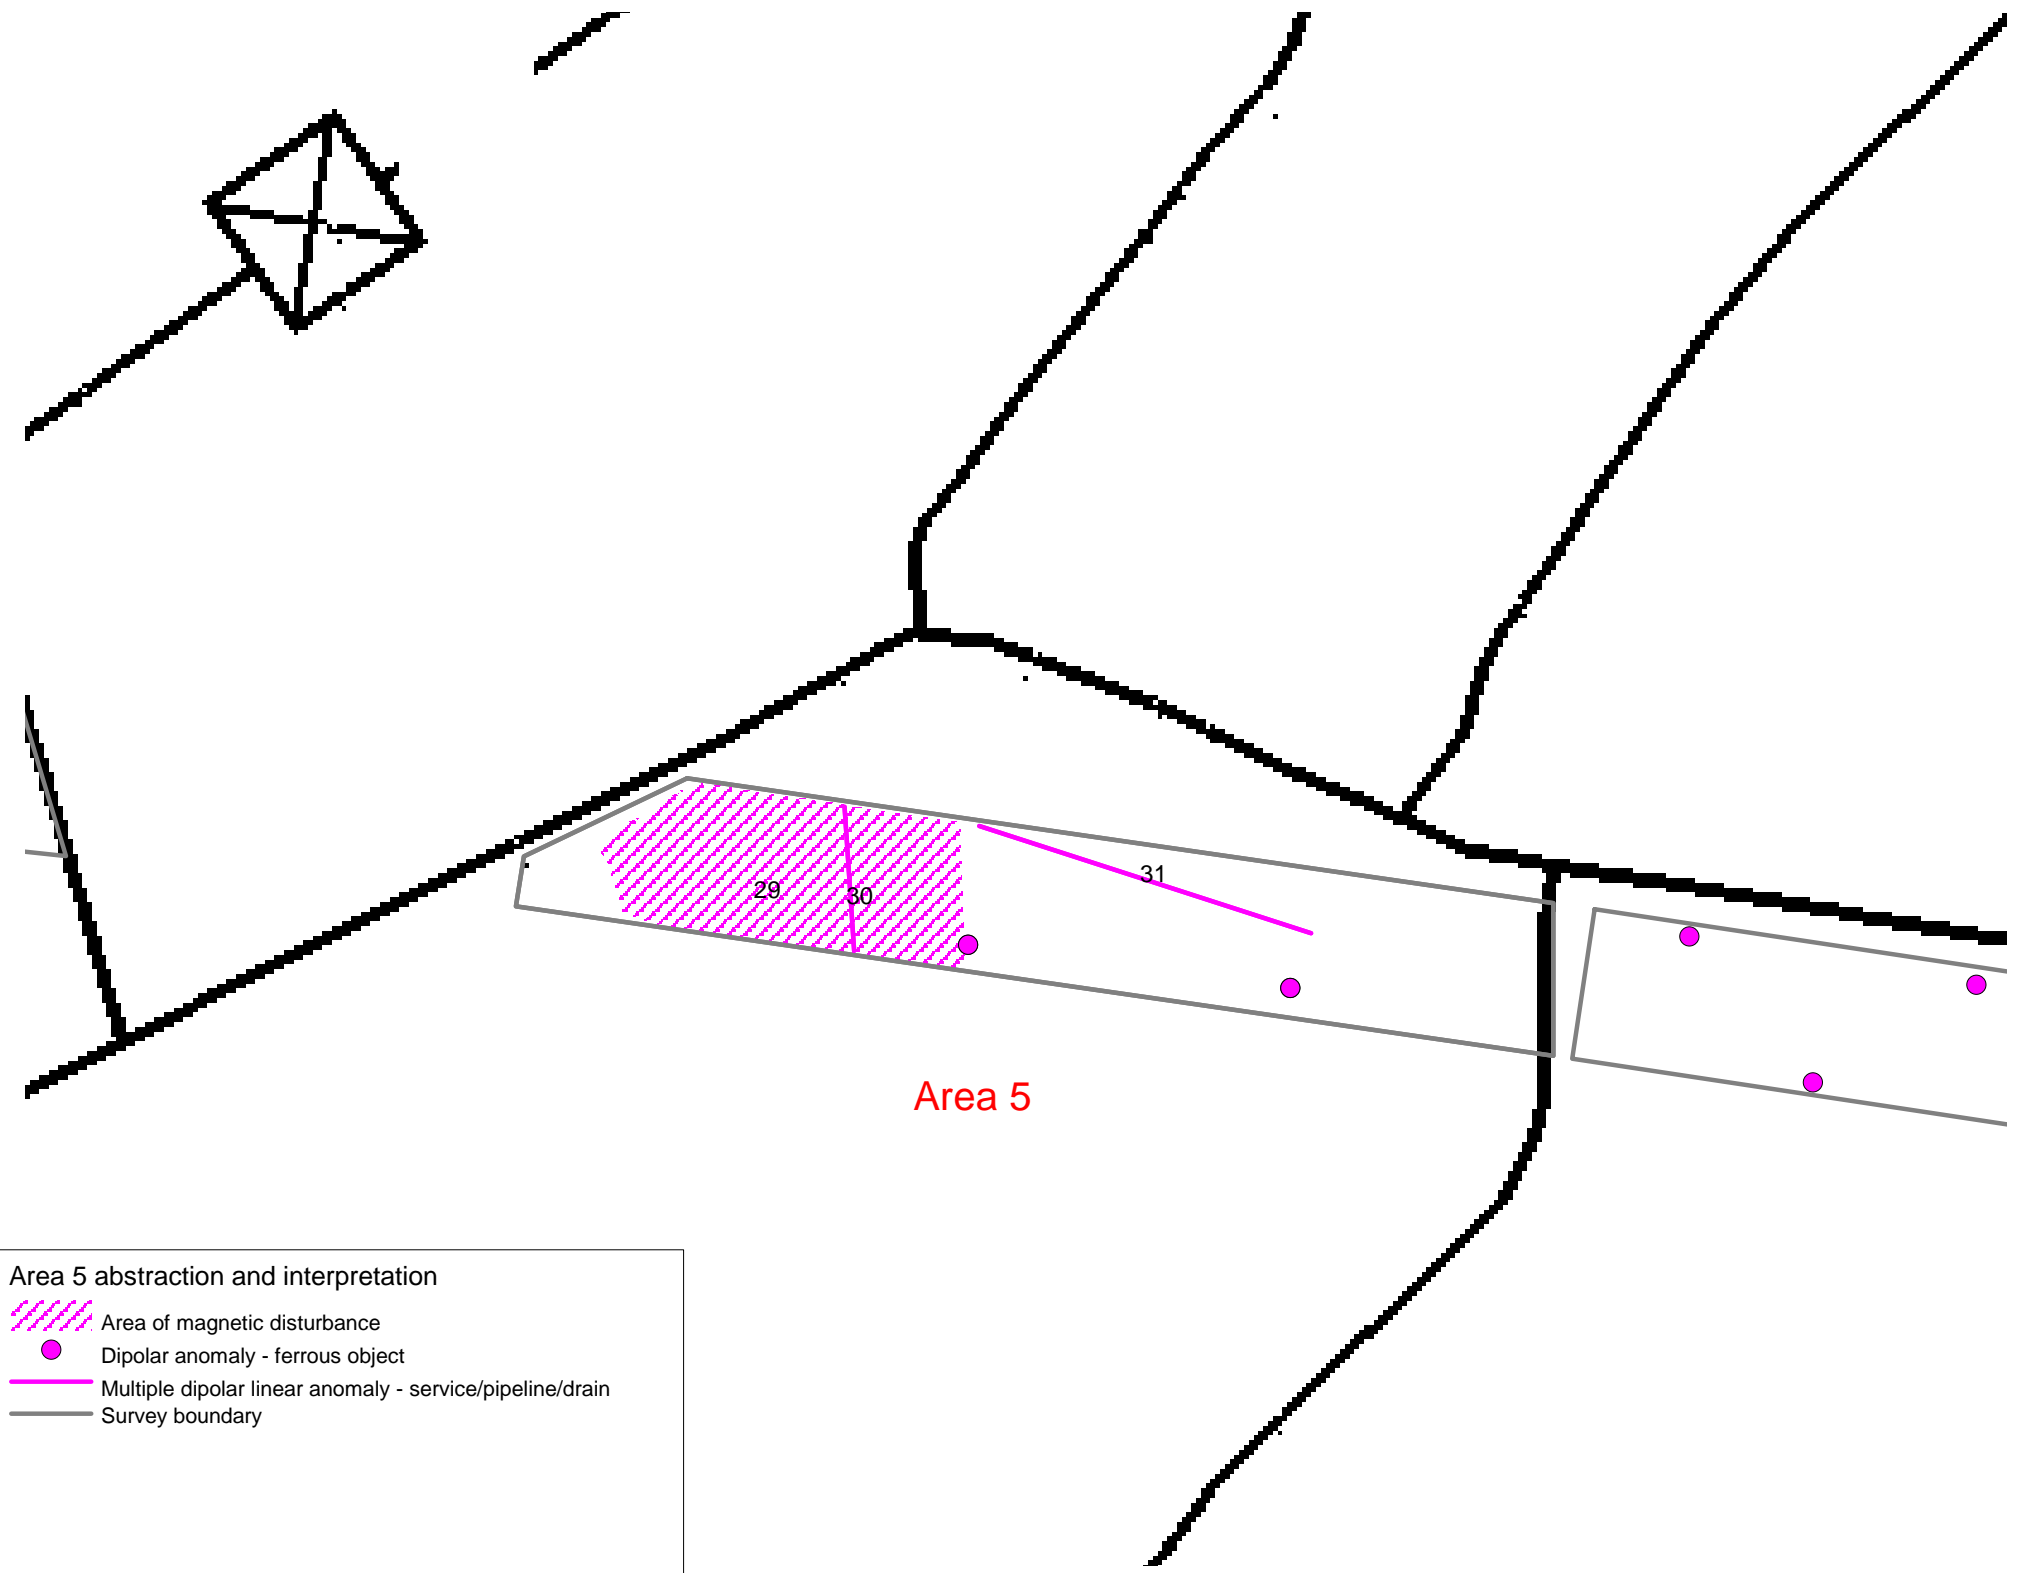 29
30
31
Area 5
Area 5 abstraction and interpretation
Area of magnetic disturbance
Dipolar anomaly - ferrous object
Multiple dipolar linear anomaly - service/pipeline/drain
Survey boundary